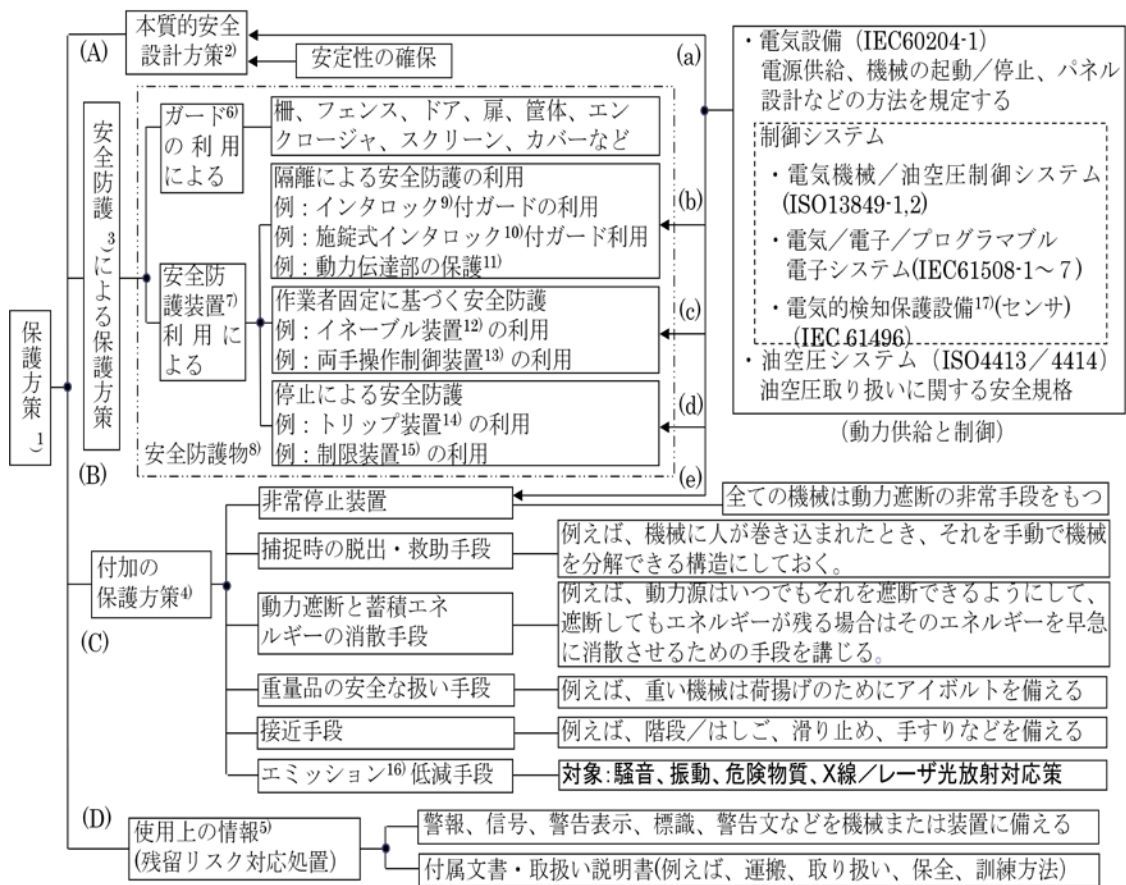 保護方策1)
(A)
本質的安全
設計方策2)
安定性の確保
(a)
安全防護3)による保護方策
(B)
ガード6)
の利用
による
柵、フェンス、ドア、扉、筐体、エン
クロージャ、スクリーン、カバーなど
安全防
護装置7)
利用に
よる
隔離による安全防護の利用
例：インタロック9)付ガードの利用
例：施錠式インタロック10)付ガード利用
例：動力伝達部の保護11)
(b)
作業者固定に基づく安全防護
例：イネーブル装置12) の利用
例：両手操作制御装置13) の利用
(c)
停止による安全防護
例：トリップ装置14) の利用
例：制限装置15) の利用
(d)
安全防護物8)
(e)
・電気設備（IEC60204-1）
電源供給、機械の起動／停止、パネル
設計などの方法を規定する
制御システム
・電気機械／油空圧制御システム
(ISO13849-1,2)
・電気／電子／プログラマブル
電子システム(IEC61508-1～7)
・電気的検知保護設備17)(センサ)
(IEC 61496)
・油空圧システム（ISO4413／4414）
油空圧取り扱いに関する安全規格
(動力供給と制御)
付加の
保護方策4)
(C)
非常停止装置
全ての機械は動力遮断の非常手段をもつ
捕捉時の脱出・救助手段
例えば、機械に人が巻き込まれたとき、それを手動で機械
を分解できる構造にしておく。
動力遮断と蓄積エネ
ルギーの消散手段
例えば、動力源はいつでもそれを遮断できるようにして、
遮断してもエネルギーが残る場合はそのエネルギーを早急
に消散させるための手段を講じる。
重量品の安全な扱い手段
例えば、重い機械は荷揚げのためにアイボルトを備える
接近手段
例えば、階段／はしご、滑り止め、手すりなどを備える
エミッション16) 低減手段
対象：騒音、振動、危険物質、X線／レーザ光放射対応策
(D)
使用上の情報5)
(残留リスク対応処置)
警報、信号、警告表示、標識、警告文などを機械または装置に備える
付属文書・取扱い説明書(例えば、運搬、取り扱い、保全、訓練方法)